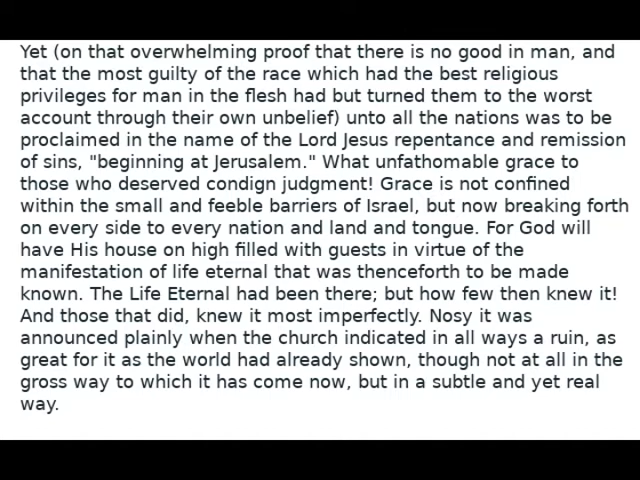 Yet (on that overwhelming proof that there is no good in man, and
that the most guilty of the race which had the best religious
privileges for man in the flesh had but turned them to the worst
account through their own unbelief) unto all the nations was to be
proclaimed in the name of the Lord Jesus repentance and remission
of sins, "beginning at Jerusalem." What unfathomable grace to
those who deserved condign judgment! Grace is not confined
within the small and feeble barriers of Israel, but now breaking forth
on every side to every nation and land and tongue. For God will
have His house on high filled with guests in virtue of the
manifestation of life eternal that was thenceforth to be made
known. The Life Eternal had been there; but how few then knew it!
And those that did, knew it most imperfectly. Nosy it was
announced plainly when the church indicated in all ways a ruin, as
great for it as the world had already shown, though not at all in the
gross way to which it has come now, but in a subtle and yet real
way.